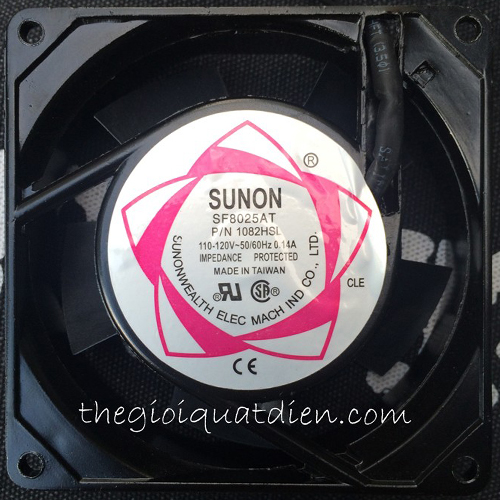 ®
SUNON
SF8025AT
P/N 1082HSL
110-120V~50/60Hz 0.14A
IMPEDANCE PROTECTED
MADE IN TAIWAN
SUNONWEALTH ELEC MACH IND CO., LTD.
CLE
CE
thegioiquatdien.com